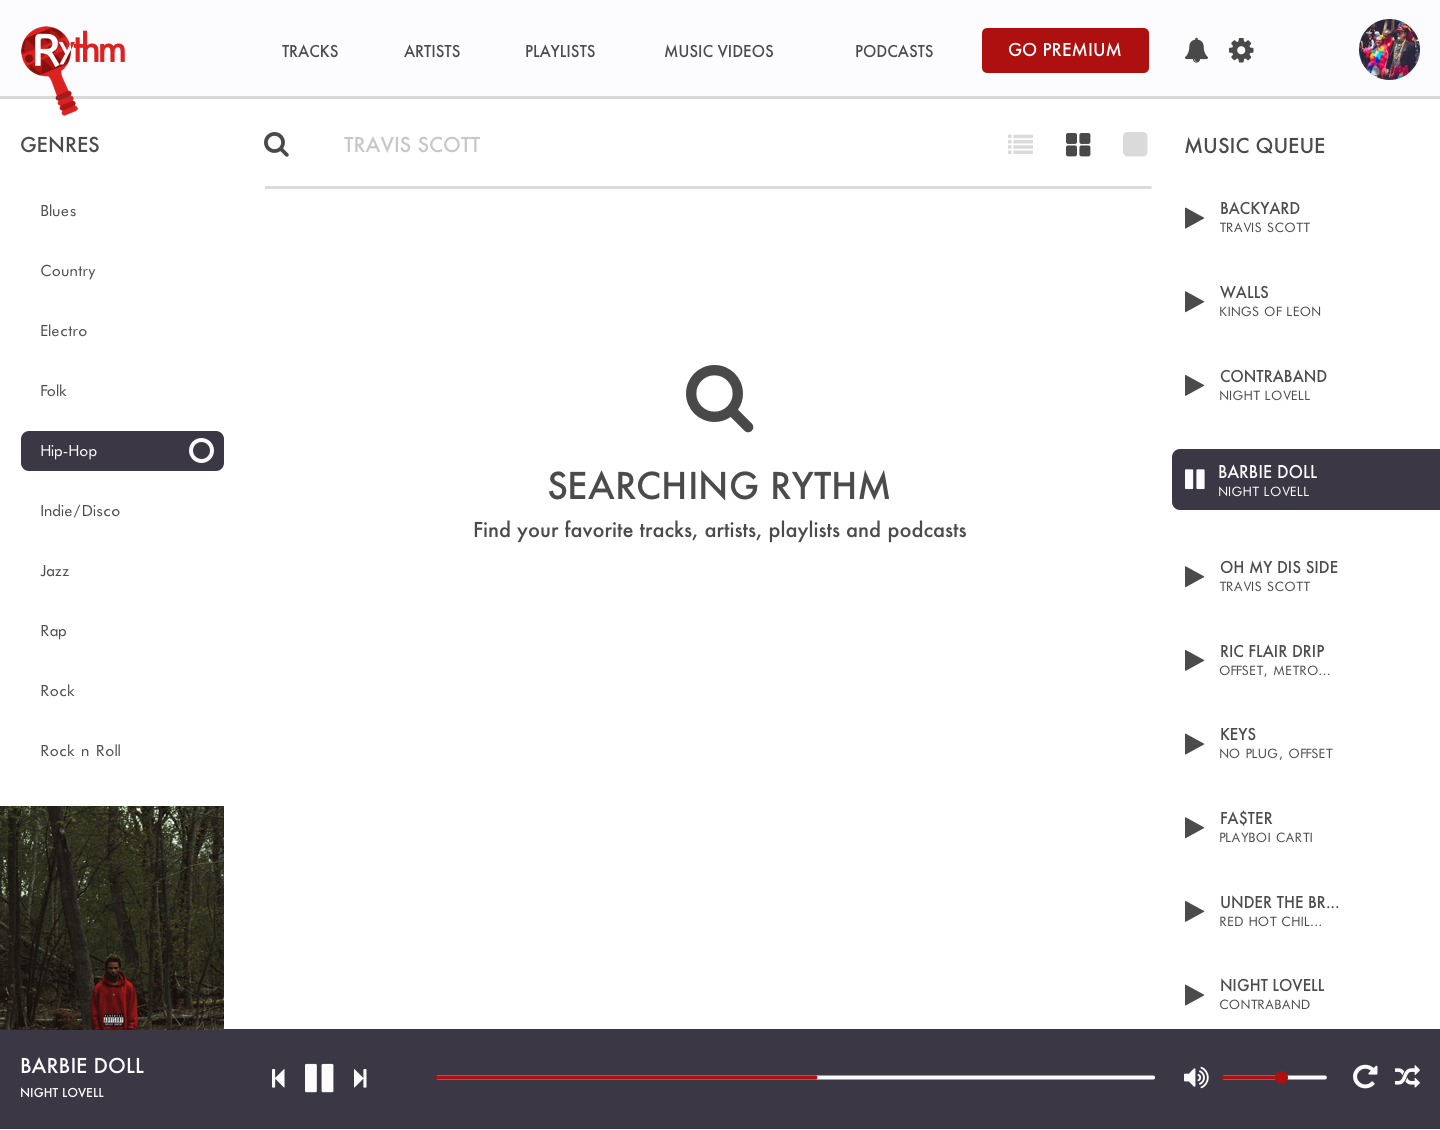 Rythm
TRACKS
ARTISTS
PLAYLISTS
MUSIC VIDEOS
PODCASTS
GO PREMIUM
GENRES
Blues
Country
Electro
Folk
Hip-Hop
Indie/Disco
Jazz
Rap
Rock
Rock n Roll
TRAVIS SCOTT
SEARCHING RYTHM
Find your favorite tracks, artists, playlists and podcasts
MUSIC QUEUE
BACKYARD
TRAVIS SCOTT
WALLS
KINGS OF LEON
CONTRABAND
NIGHT LOVELL
BARBIE DOLL
NIGHT LOVELL
OH MY DIS SIDE
TRAVIS SCOTT
RIC FLAIR DRIP
OFFSET, METRO...
KEYS
NO PLUG, OFFSET
FA$TER
PLAYBOI CARTI
UNDER THE BR...
RED HOT CHIL...
NIGHT LOVELL
CONTRABAND
BARBIE DOLL
NIGHT LOVELL